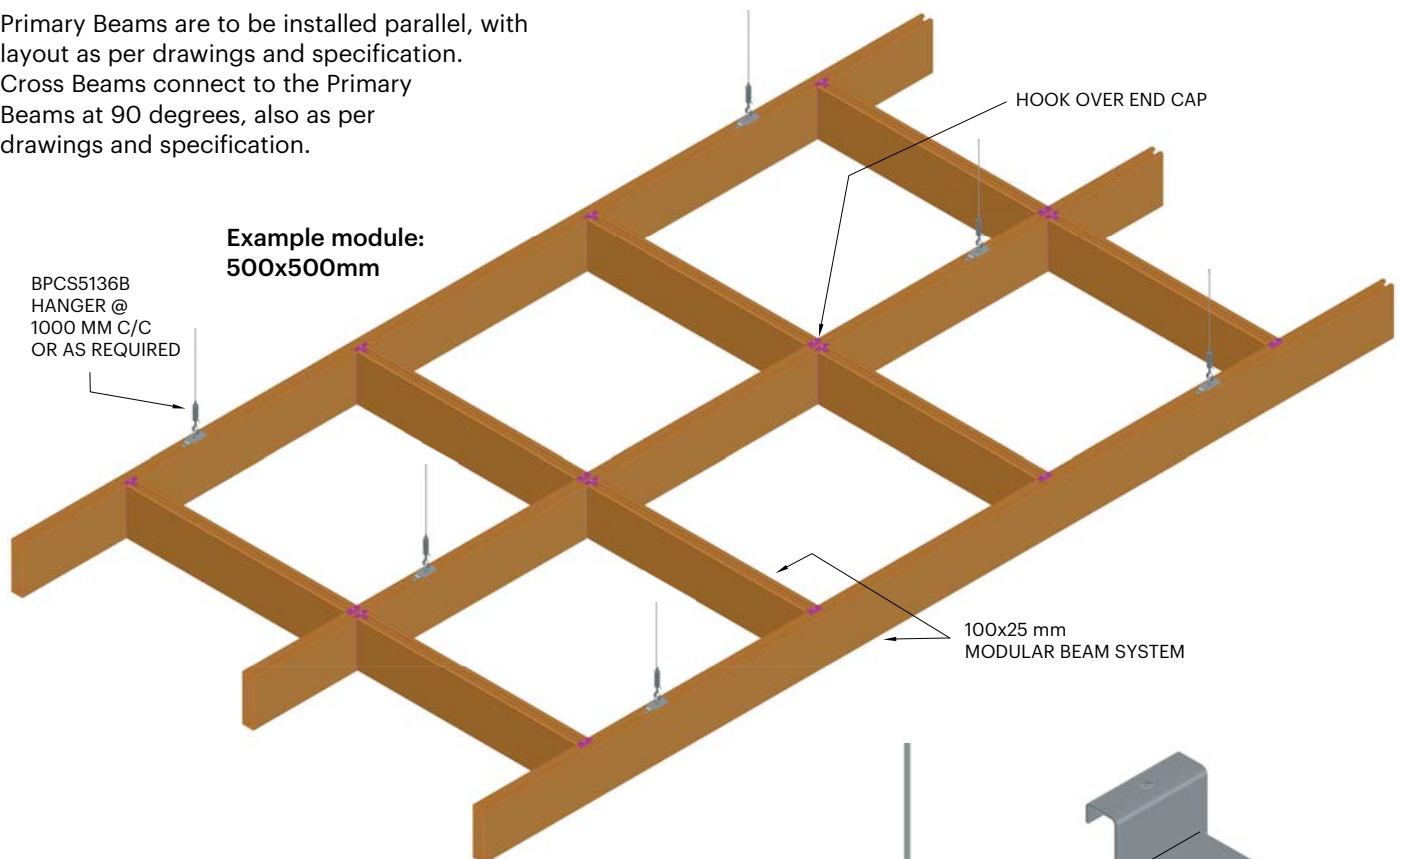 Primary Beams are to be installed parallel, with
layout as per drawings and specification.
Cross Beams connect to the Primary
Beams at 90 degrees, also as per
drawings and specification.
HOOK OVER END CAP
Example module:
500x500mm
BPCS5136B
HANGER @
1000 MM C/C
OR AS REQUIRED
100x25 mm
MODULAR BEAM SYSTEM